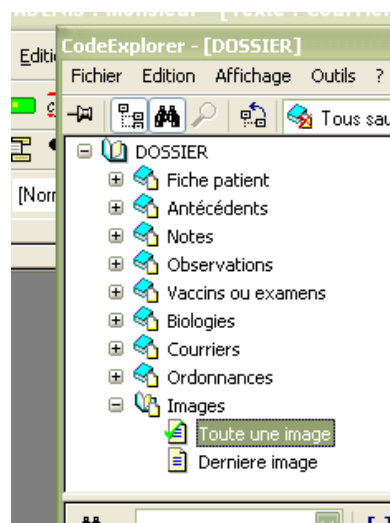 Editi
CodeExplorer - [DOSSIER]
Fichier Edition Affichage Outils ?
Tous sau
[Norr
DOSSIER
Fiche patient
Antécédents
Notes
Observations
Vaccins ou examens
Biologies
Courriers
Ordonnances
Images
Toute une image
Derniere image